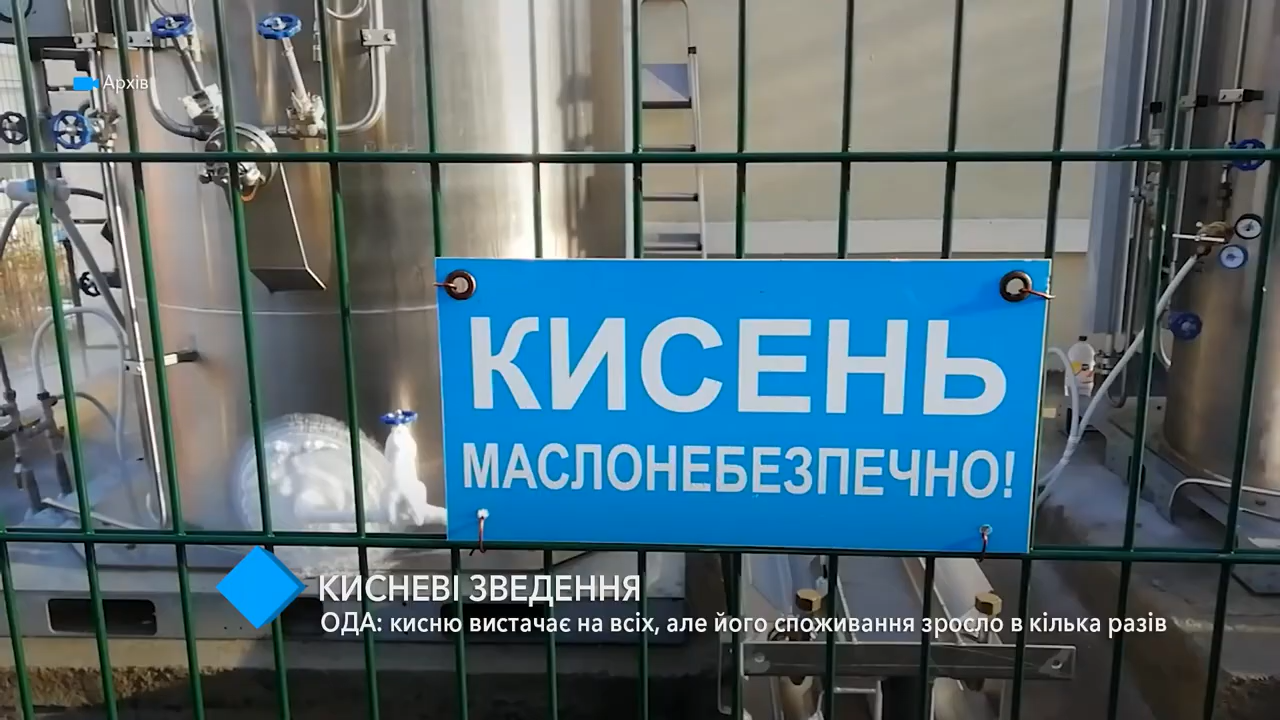 Архів
КИСЕНЬ
МАСЛОНЕБЕЗПЕЧНО!
КИСНЕВІ ЗВЕДЕННЯ
ОДА: кисню вистачає на всіх, але його споживання зросло в кілька разів